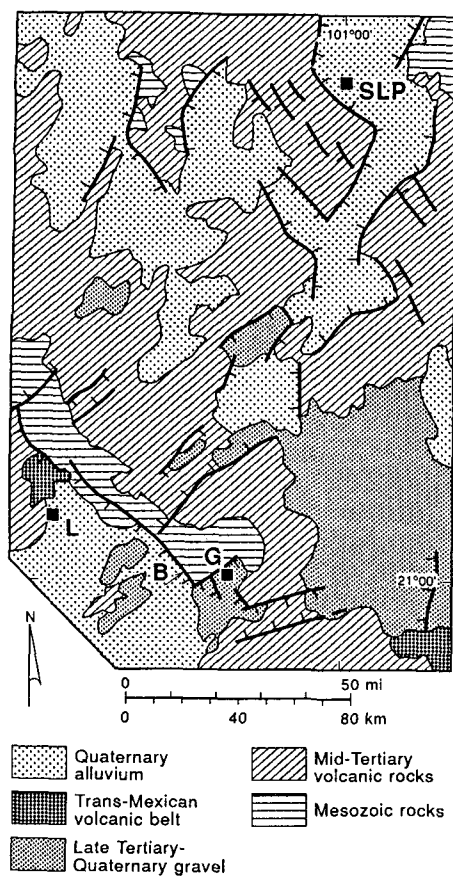 101°00'
SLP
L
B
G
21°00'
N
0 50 mi
0 40 80 km
Quaternary
alluvium
Mid-Tertiary
volcanic rocks
Trans-Mexican
volcanic belt
Mesozoic rocks
Late Tertiary-
Quaternary gravel